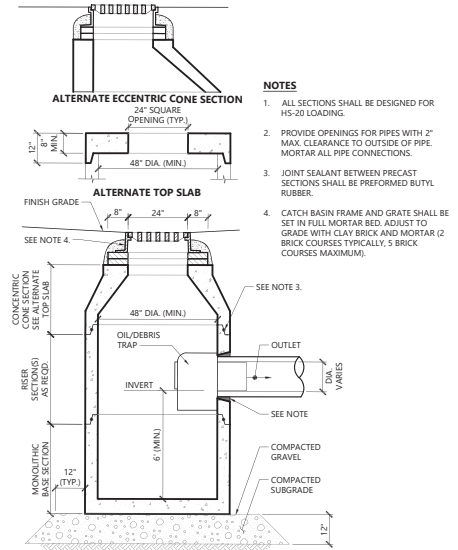 ALTERNATE ECCENTRIC CONE SECTION
24" SQUARE
OPENING (TYP.)
12"
8"
MIN.
48" DIA. (MIN.)
ALTERNATE TOP SLAB
FINISH GRADE
8"
24"
8"
SEE NOTE 4.
CONCENTRIC
CONE SECTION
SEE ALTERNATE
TOP SLAB
SEE NOTE 3.
48" DIA. (MIN.)
OIL/DEBRIS
TRAP
OUTLET
RISER
SECTION(S)
AS REQD.
INVERT
DIA.
VARIES
SEE NOTE
6' (MIN.)
MONOLITHIC
BASE SECTION
12"
(TYP.)
COMPACTED
GRAVEL
COMPACTED
SUBGRADE
12"
NOTES
1. ALL SECTIONS SHALL BE DESIGNED FOR
HS-20 LOADING.
2. PROVIDE OPENINGS FOR PIPES WITH 2"
MAX. CLEARANCE TO OUTSIDE OF PIPE.
MORTAR ALL PIPE CONNECTIONS.
3. JOINT SEALANT BETWEEN PRECAST
SECTIONS SHALL BE PREFORMED BUTYL
RUBBER.
4. CATCH BASIN FRAME AND GRATE SHALL BE
SET IN FULL MORTAR BED. ADJUST TO
GRADE WITH CLAY BRICK AND MORTAR (2
BRICK COURSES TYPICALLY, 5 BRICK
COURSES MAXIMUM).